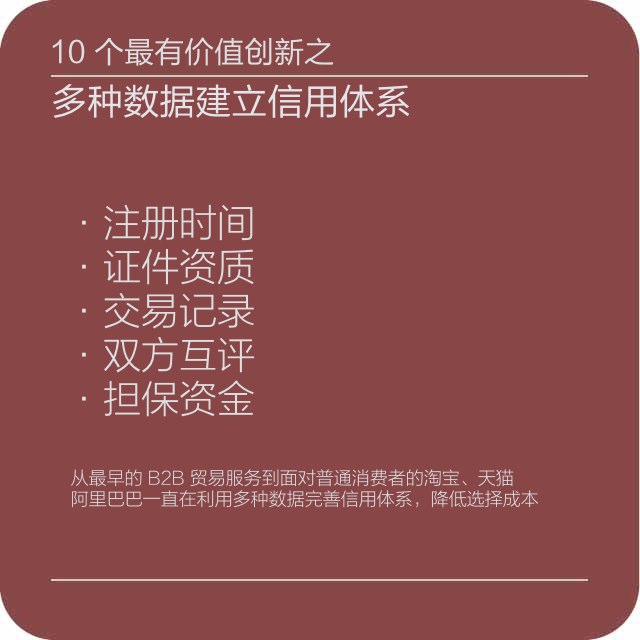 10 个最有价值创新之
多种数据建立信用体系
· 注册时间
· 证件资质
· 交易记录
· 双方互评
· 担保资金
从最早的 B2B 贸易服务到面对普通消费者的淘宝、天猫
阿里巴巴一直在利用多种数据完善信用体系，降低选择成本